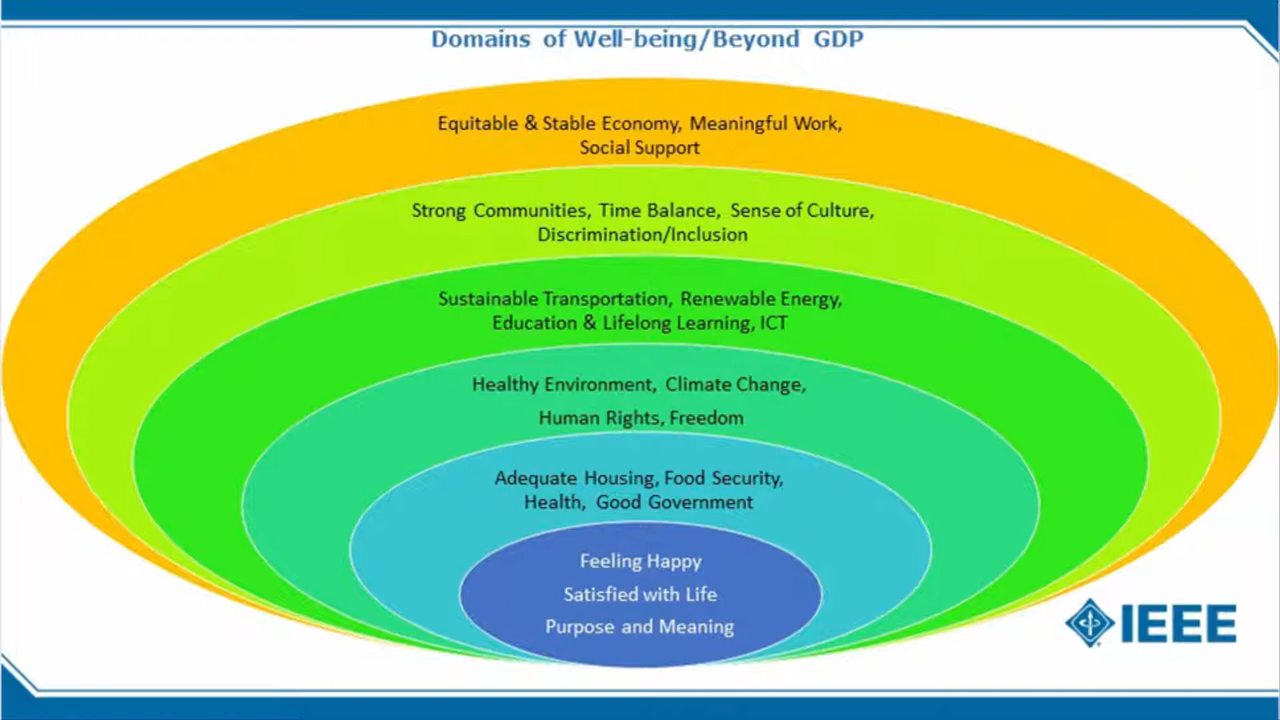 Domains of Well-being/Beyond GDP
Equitable & Stable Economy, Meaningful Work,
Social Support
Strong Communities, Time Balance, Sense of Culture,
Discrimination/Inclusion
Sustainable Transportation, Renewable Energy,
Education & Lifelong Learning, ICT
Healthy Environment, Climate Change,
Human Rights, Freedom
Adequate Housing, Food Security,
Health, Good Government
Feeling Happy
Satisfied with Life
Purpose and Meaning
IEEE